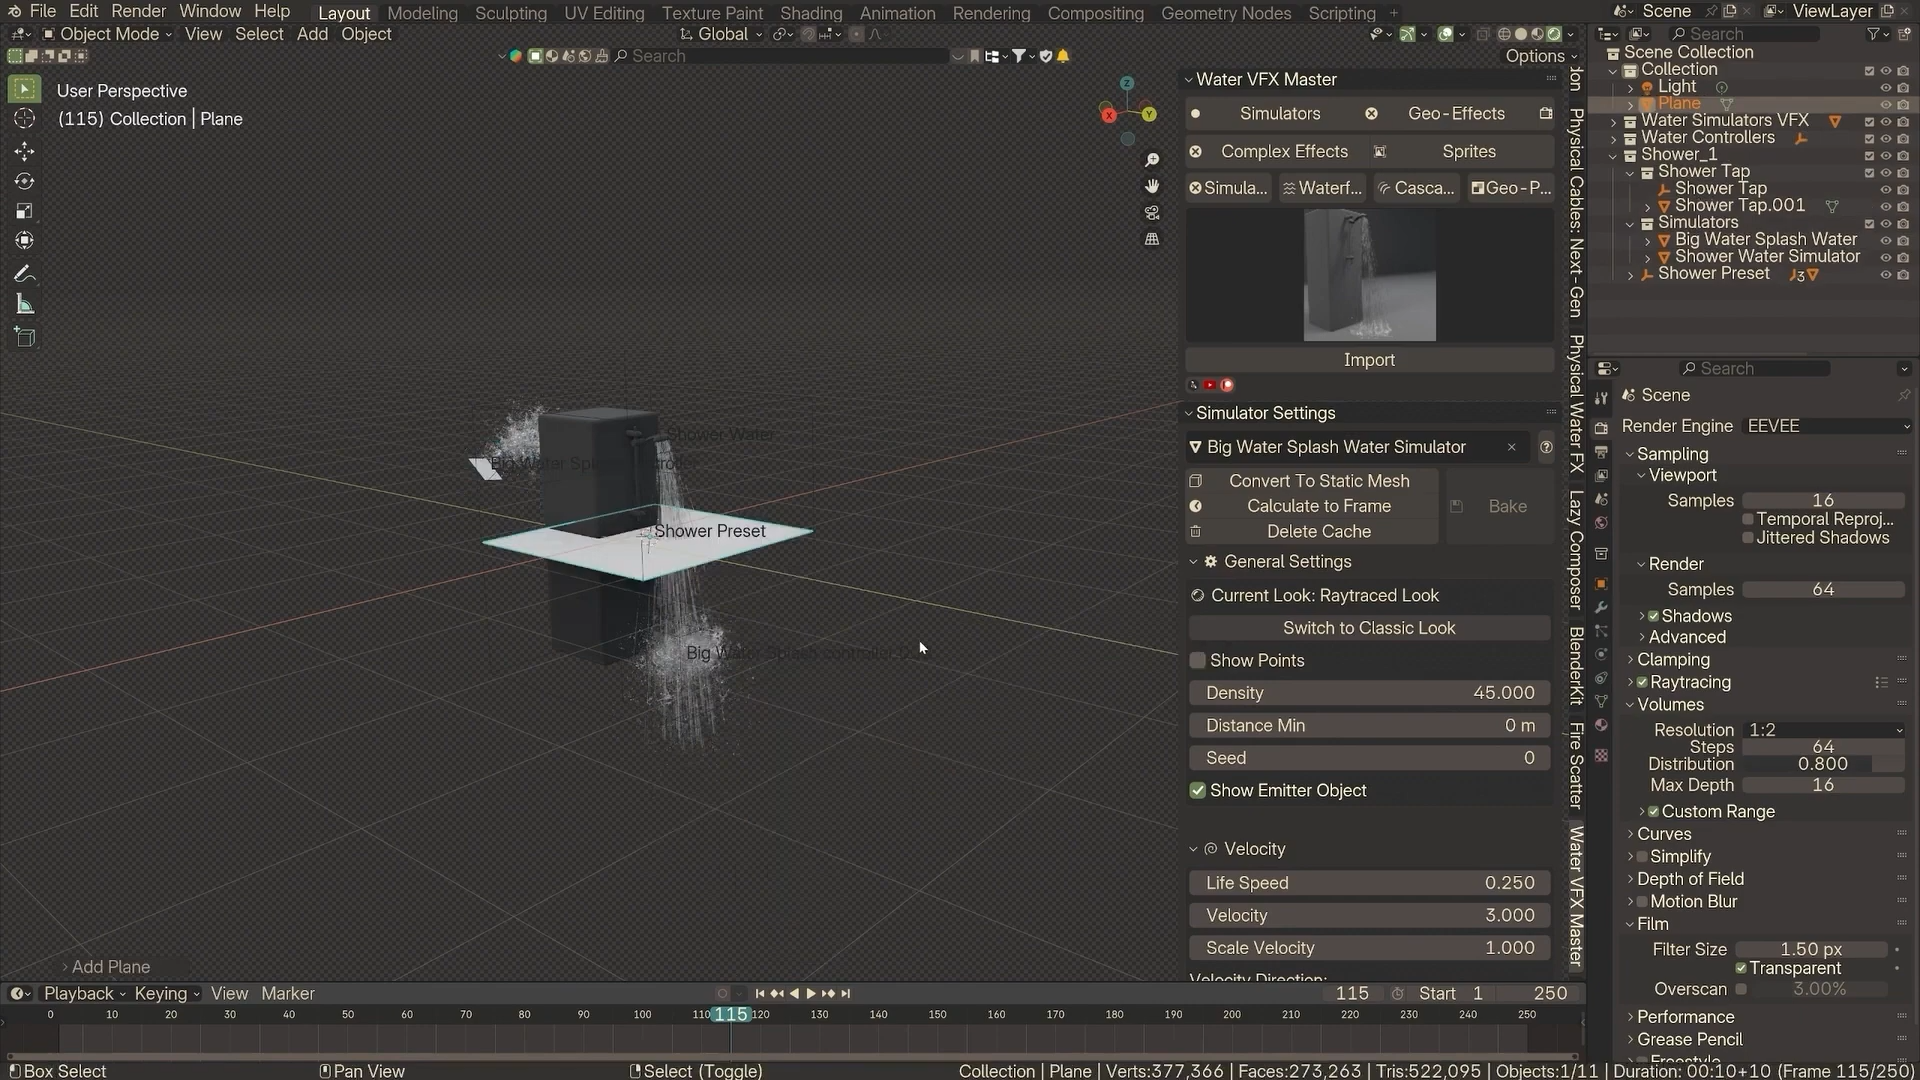 File Edit Render Window Help Layout Modeling Sculpting UV Editing Texture Paint Shading Animation Rendering Compositing Geometry Nodes Scripting + Scene ViewLayer
Object Mode View Select Add Object Global Search
Search Options
User Perspective
(115) Collection | Plane
Z
X
Y
Shower Water
Shower Preset
Big Water Splash controller
Add Plane
Water VFX Master
Simulators Geo-Effects
Complex Effects Sprites
Simula... Waterf... Casca... Geo-P...
Import
Simulator Settings
Big Water Splash Water Simulator
Convert To Static Mesh
Calculate to Frame Bake
Delete Cache
General Settings
Current Look: Raytraced Look
Switch to Classic Look
Show Points
Density 45.000
Distance Min 0 m
Seed 0
Show Emitter Object
Velocity
Life Speed 0.250
Velocity 3.000
Scale Velocity 1.000
Velocity Direction:
Physical Cables: Next-Gen
Physical Water FX
Lazy Composer
BlenderKit
Fire Scatter
Water VFX Master
Scene Collection
Collection
Light
Plane
Water Simulators VFX
Water Controllers
Shower_1
Shower Tap
Shower Tap
Shower Tap.001
Simulators
Big Water Splash Water
Shower Water Simulator
Shower Preset 3
Search
Scene
Render Engine EEVEE
Sampling
Viewport
Samples 16
Temporal Reproj...
Jittered Shadows
Render
Samples 64
Shadows
Advanced
Clamping
Raytracing
Volumes
Resolution 1:2
Steps 64
Distribution 0.800
Max Depth 16
Custom Range
Curves
Simplify
Depth of Field
Motion Blur
Film
Filter Size 1.50 px
Transparent
Overscan 3.00%
Performance
Grease Pencil
Freestyle
Playback Keying View Marker 115 Start 1 250
0 10 20 30 40 50 60 70 80 90 100 110 115 120 130 140 150 160 170 180 190 200 210 220 230 240 250
Box Select Pan View Select (Toggle) Collection | Plane | Verts:377,366 | Faces:273,263 | Tris:522,095 | Objects:1/11 | Duration: 00:10+10 (Frame 115/250)